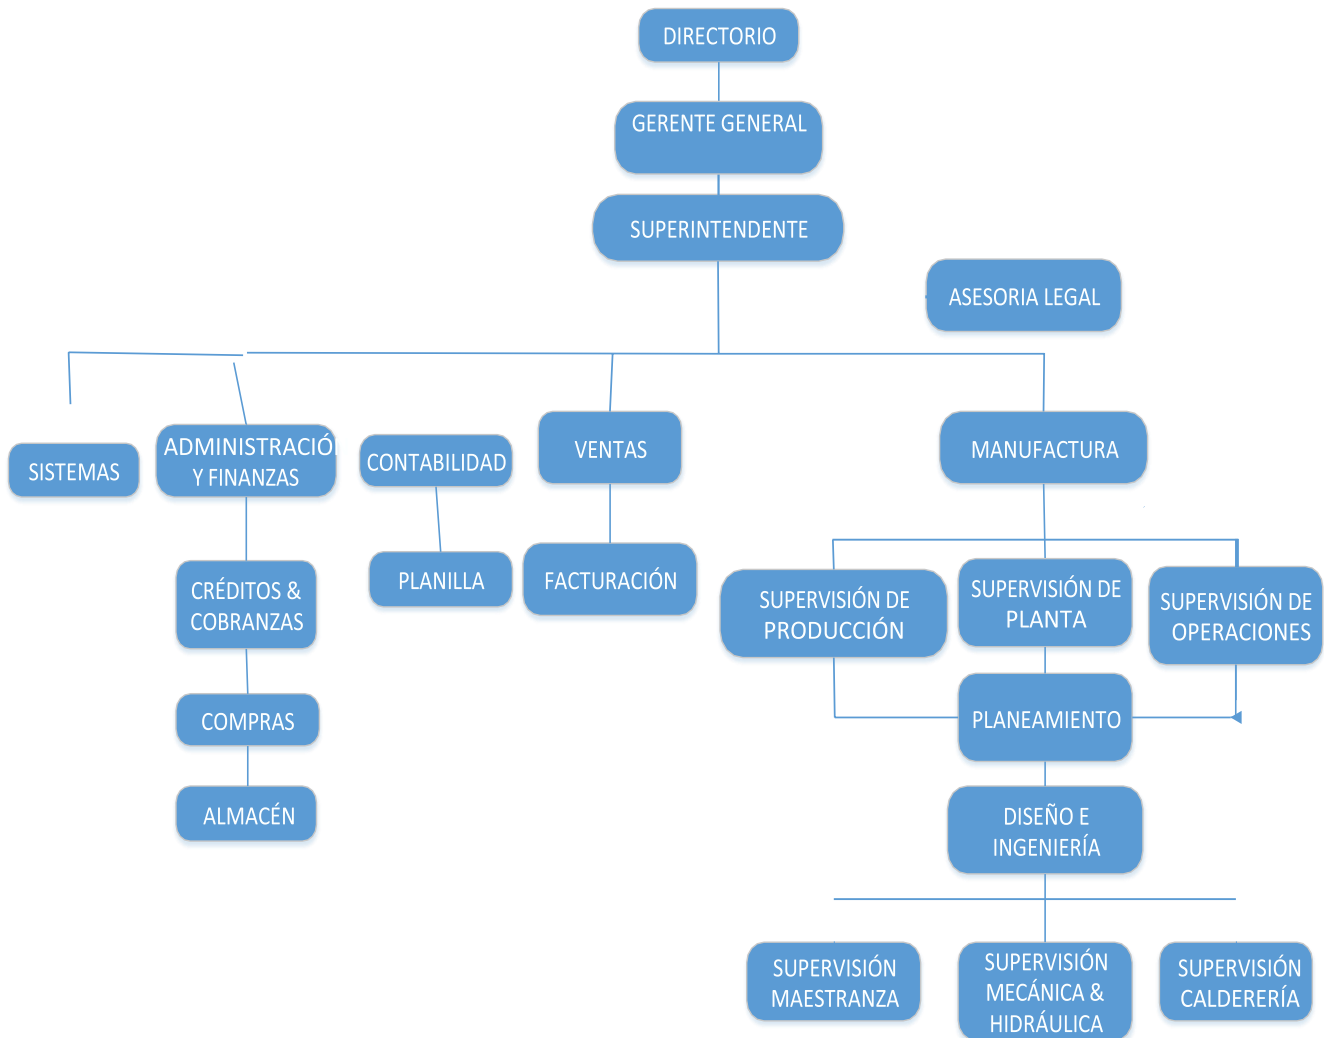 DIRECTORIO
GERENTE GENERAL
SUPERINTENDENTE
ASESORIA LEGAL
SISTEMAS
ADMINISTRACIÓN
Y FINANZAS
CONTABILIDAD
VENTAS
MANUFACTURA
CRÉDITOS &
COBRANZAS
PLANILLA
FACTURACIÓN
SUPERVISIÓN DE
PRODUCCIÓN
SUPERVISIÓN DE
PLANTA
SUPERVISIÓN DE
OPERACIONES
COMPRAS
PLANEAMIENTO
ALMACÉN
DISEÑO E
INGENIERÍA
SUPERVISIÓN
MAESTRANZA
SUPERVISIÓN
MECÁNICA &
HIDRÁULICA
SUPERVISIÓN
CALDERERÍA